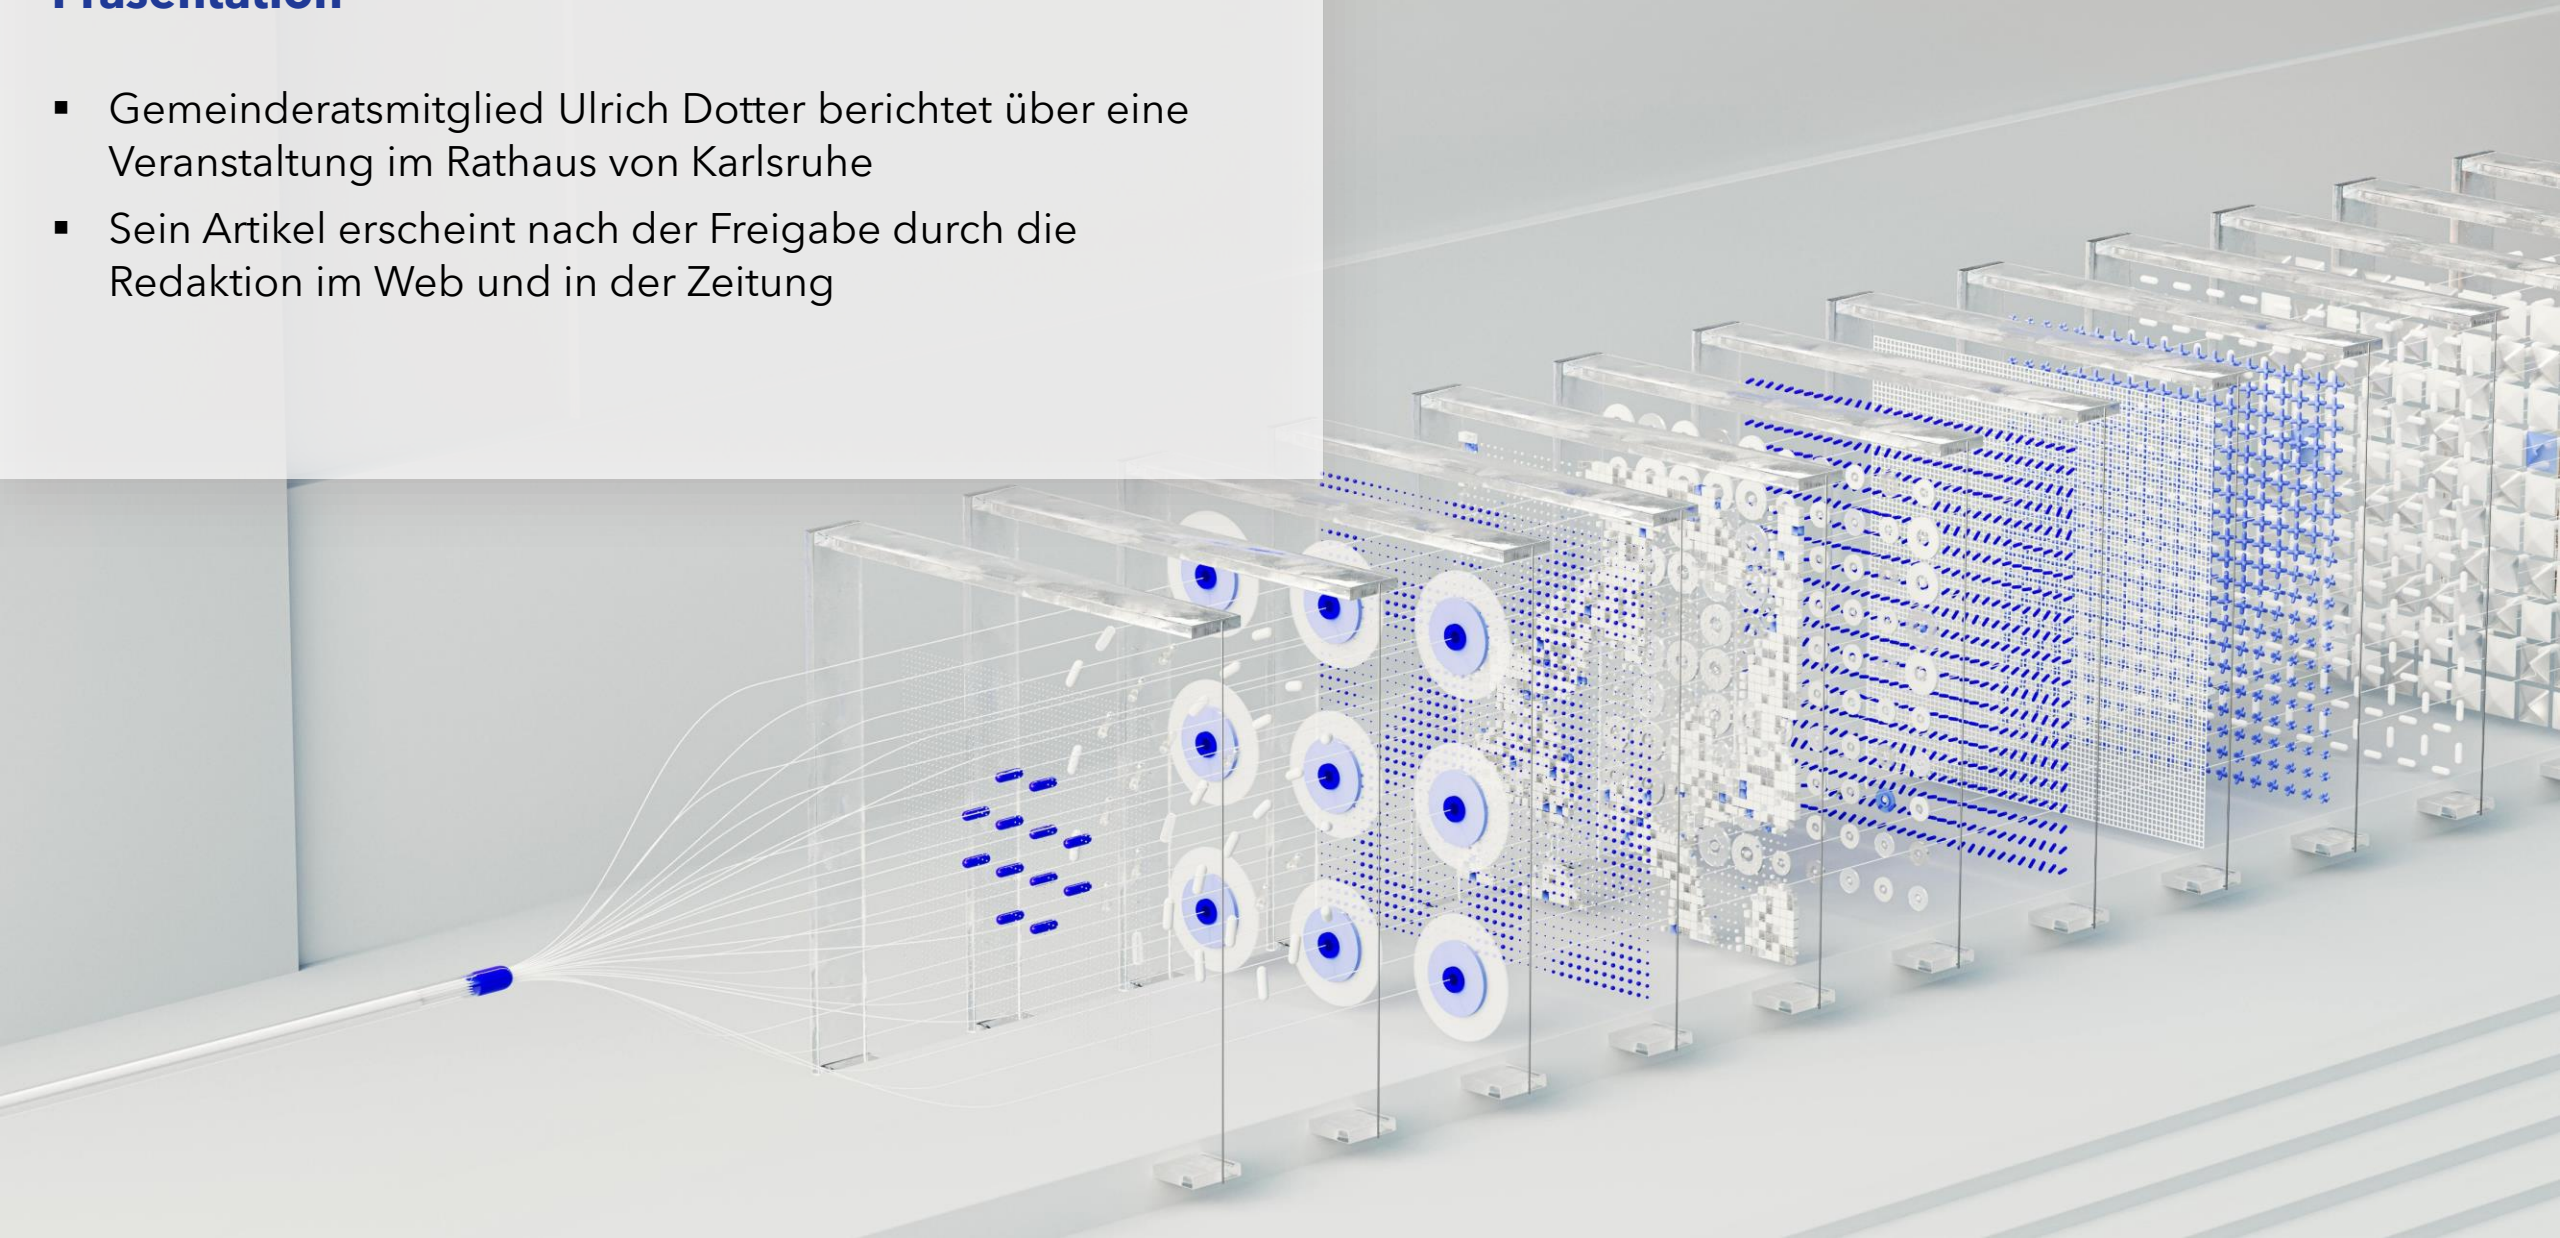 Präsentation
▪ Gemeinderatsmitglied Ulrich Dotter berichtet über eine
Veranstaltung im Rathaus von Karlsruhe
▪ Sein Artikel erscheint nach der Freigabe durch die
Redaktion im Web und in der Zeitung